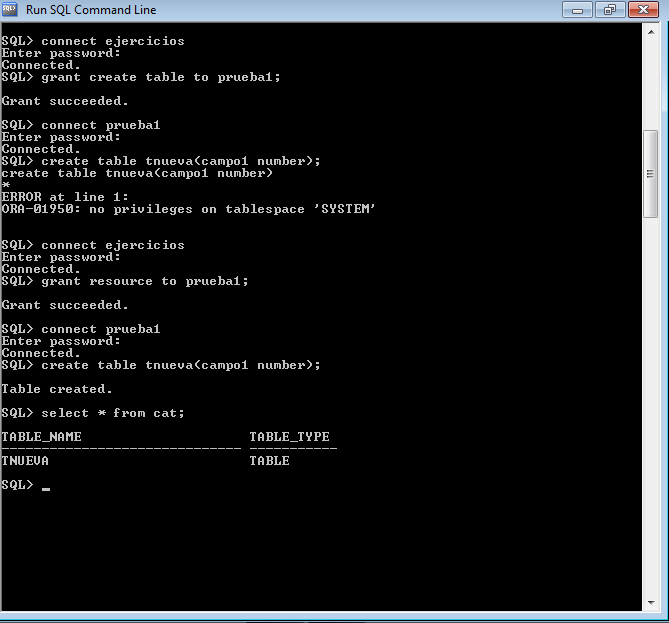 Run SQL Command Line
SQL> connect ejercicios
Enter password:
Connected.
SQL> grant create table to prueba1;
Grant succeeded.
SQL> connect prueba1
Enter password:
Connected.
SQL> create table tnueva(campo1 number);
create table tnueva(campo1 number)
*
ERROR at line 1:
ORA-01950: no privileges on tablespace 'SYSTEM'
SQL> connect ejercicios
Enter password:
Connected.
SQL> grant resource to prueba1;
Grant succeeded.
SQL> connect prueba1
Enter password:
Connected.
SQL> create table tnueva(campo1 number);
Table created.
SQL> select * from cat;
TABLE_NAME                     TABLE_TYPE
------------------------------ -----------
TNUEVA                         TABLE
SQL> _